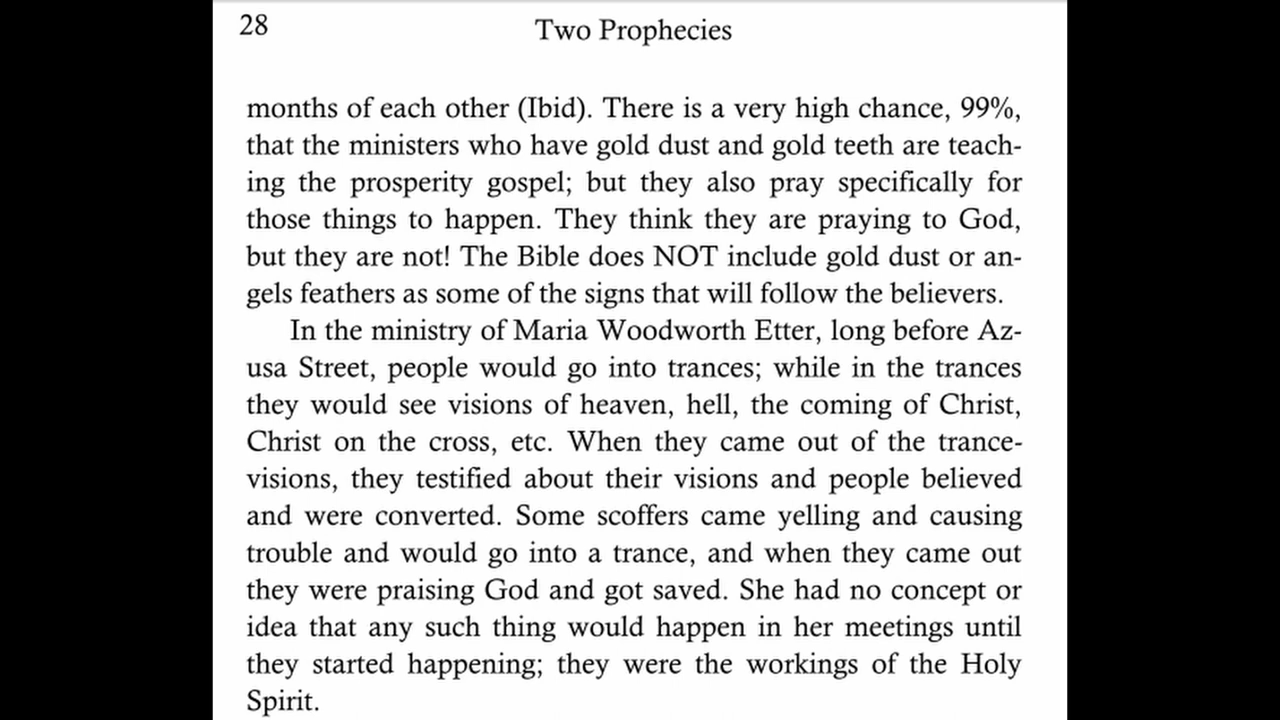 28
Two Prophecies
months of each other (Ibid). There is a very high chance, 99%,
that the ministers who have gold dust and gold teeth are teach-
ing the prosperity gospel; but they also pray specifically for
those things to happen. They think they are praying to God,
but they are not! The Bible does NOT include gold dust or an-
gels feathers as some of the signs that will follow the believers.
In the ministry of Maria Woodworth Etter, long before Az-
usa Street, people would go into trances; while in the trances
they would see visions of heaven, hell, the coming of Christ,
Christ on the cross, etc. When they came out of the trance-
visions, they testified about their visions and people believed
and were converted. Some scoffers came yelling and causing
trouble and would go into a trance, and when they came out
they were praising God and got saved. She had no concept or
idea that any such thing would happen in her meetings until
they started happening; they were the workings of the Holy
Spirit.